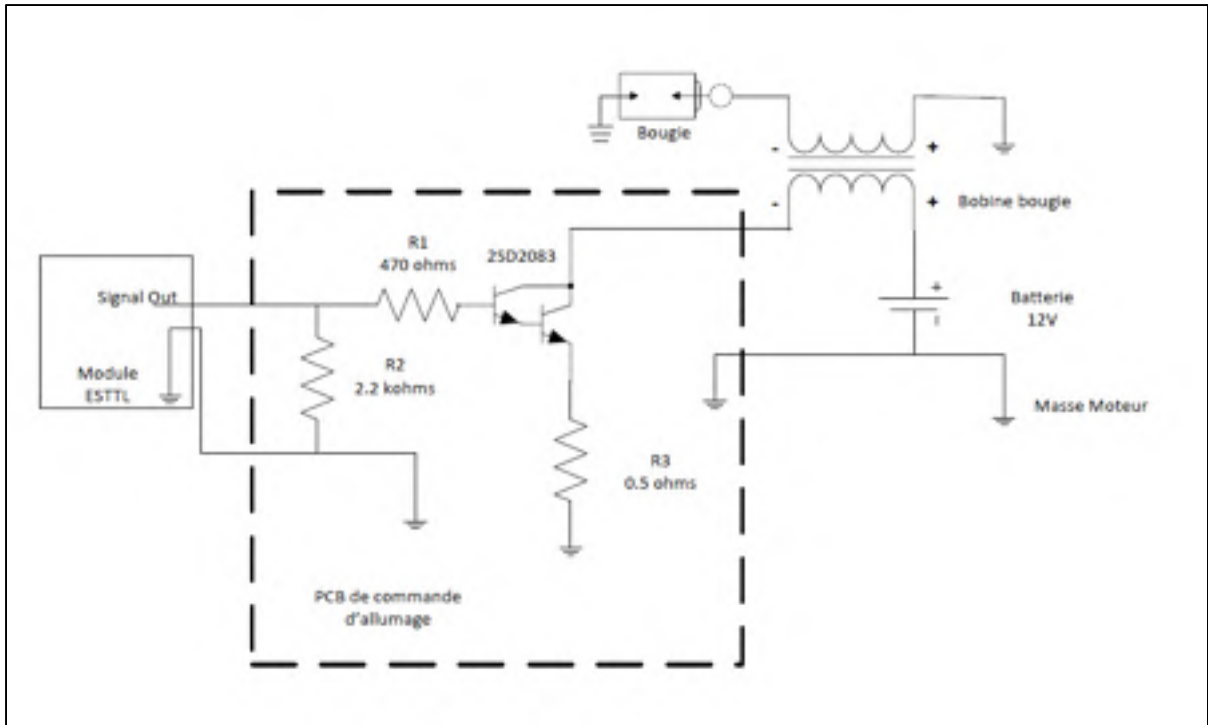 Bougie
-
+
-
+
Bobine bougie
R1
470 ohms
2SD2083
Signal Out
Module
ESTTL
R2
2.2 kohms
+
Batterie
12V
Masse Moteur
R3
0.5 ohms
PCB de commande
d'allumage